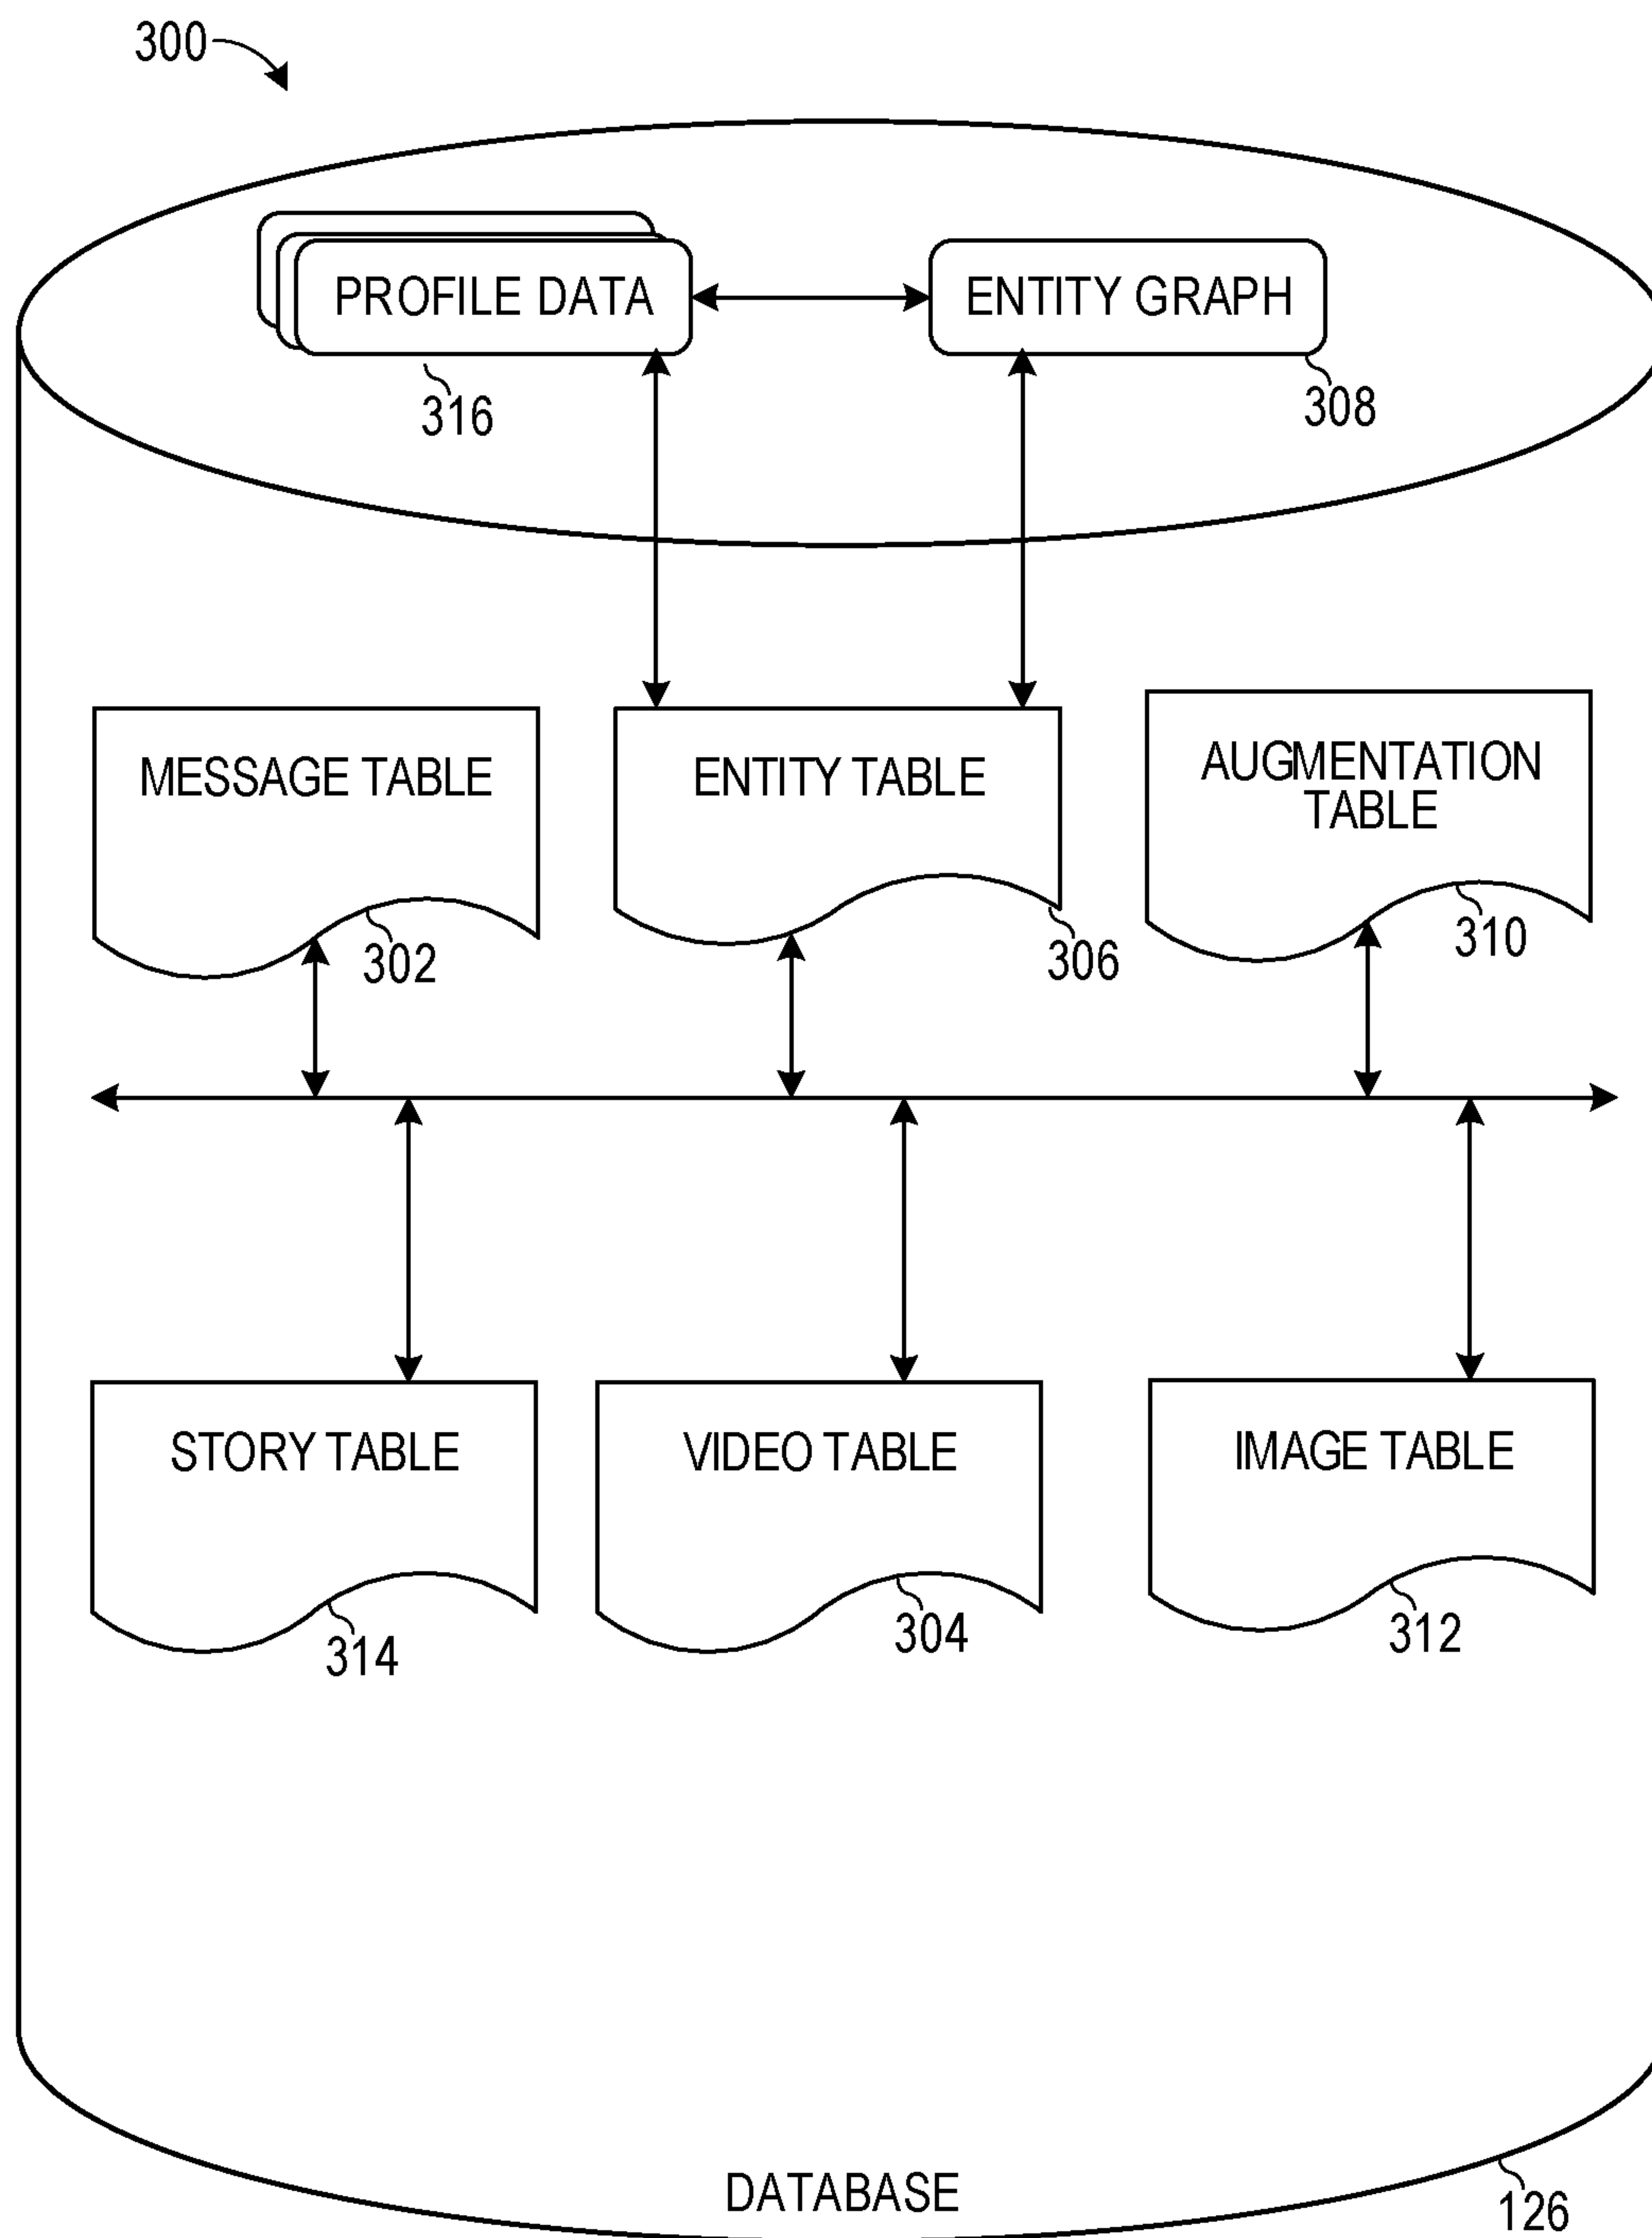 300
PROFILE DATA
ENTITY GRAPH
316
308
MESSAGE TABLE
ENTITY TABLE
AUGMENTATION
TABLE
302
306
310
STORY TABLE
VIDEO TABLE
IMAGE TABLE
314
304
312
DATABASE
126